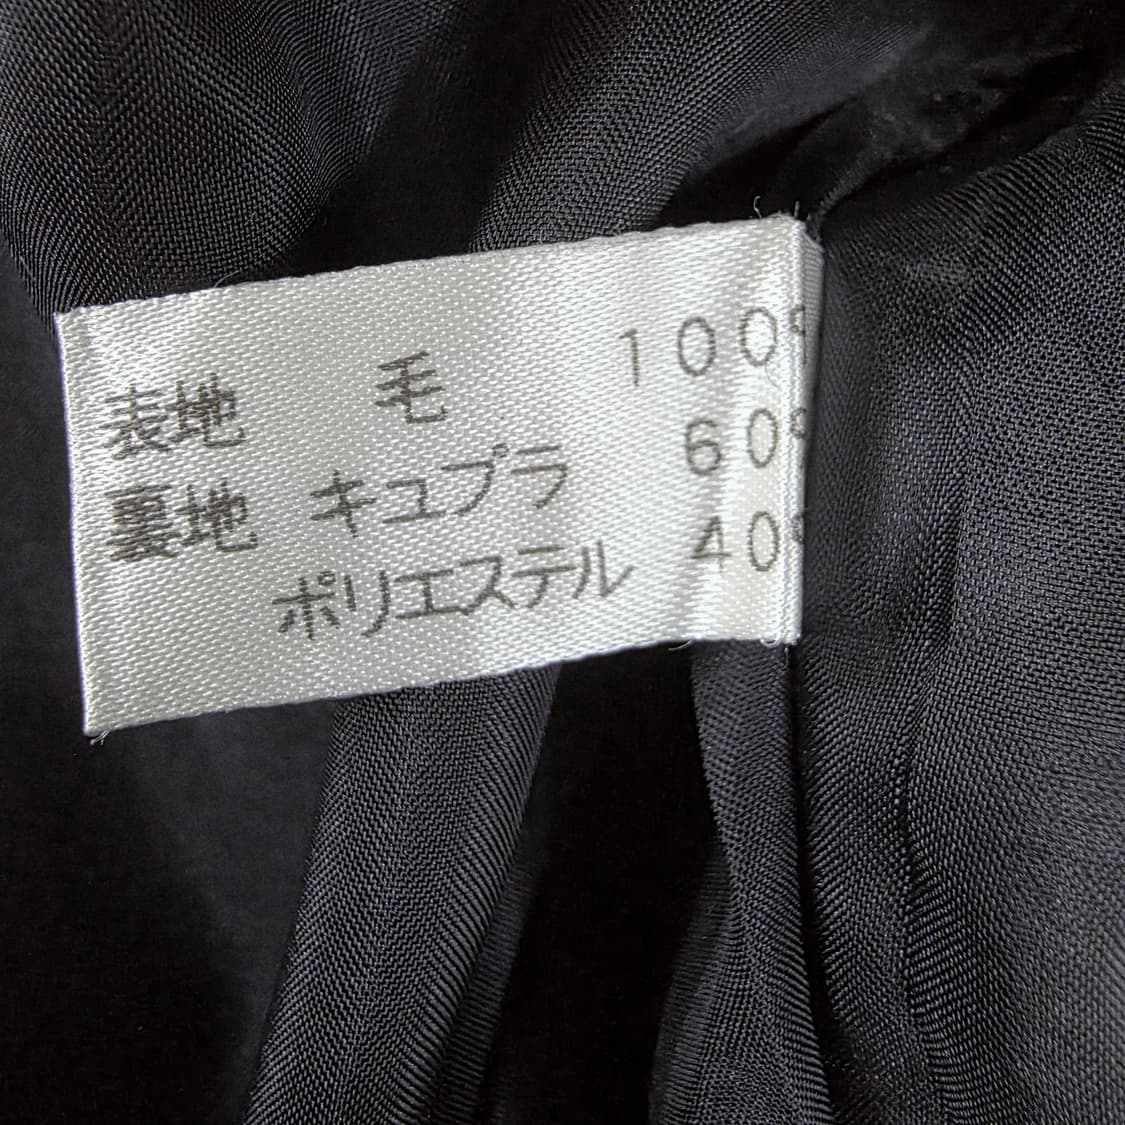 表地 毛 100%
裏地 キュプラ 60%
ポリエステル 40%